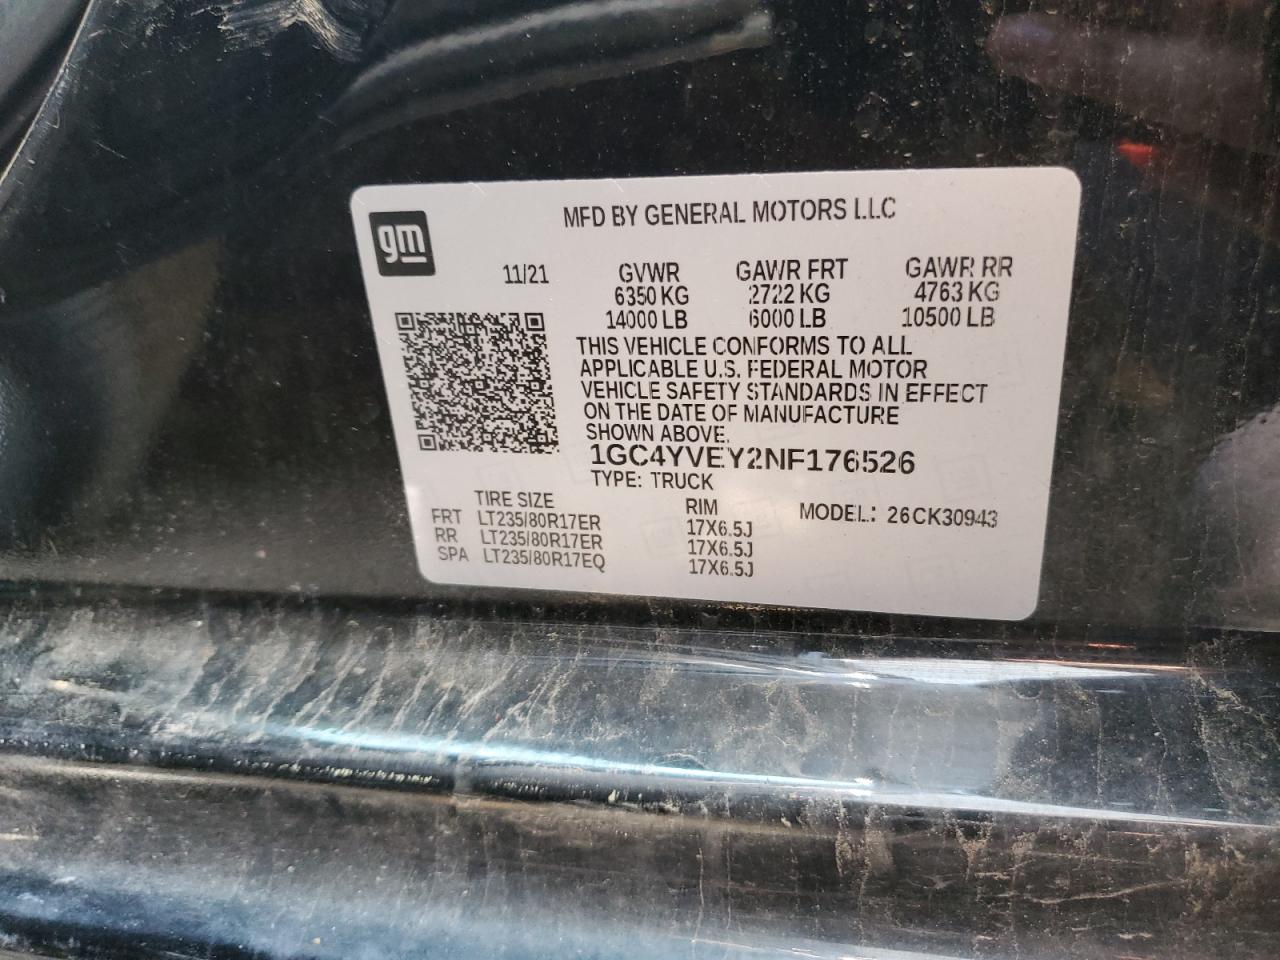 gm
MFD BY GENERAL MOTORS LLC
11/21 GVWR GAWR FRT GAWR RR
6350 KG 2722 KG 4763 KG
14000 LB 6000 LB 10500 LB
THIS VEHICLE CONFORMS TO ALL
APPLICABLE U.S. FEDERAL MOTOR
VEHICLE SAFETY STANDARDS IN EFFECT
ON THE DATE OF MANUFACTURE
SHOWN ABOVE.
1GC4YVEY2NF176526
TYPE: TRUCK
TIRE SIZE RIM MODEL: 26CK30943
FRT LT235/80R17ER 17X6.5J
RR LT235/80R17ER 17X6.5J
SPA LT235/80R17EQ 17X6.5J